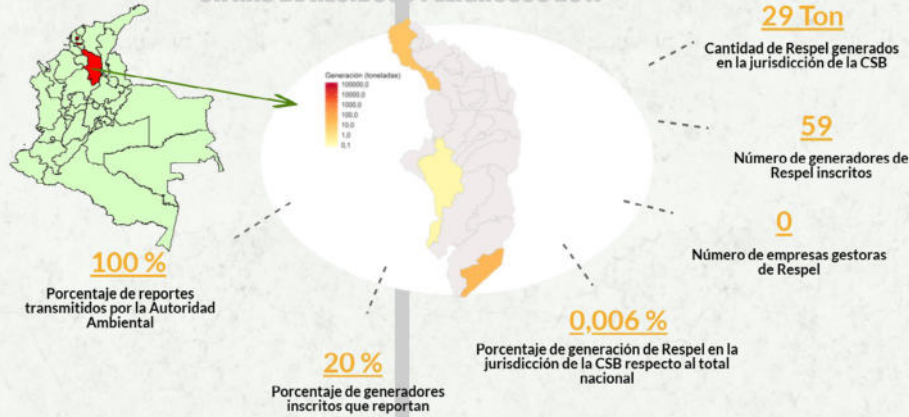 29 Ton
Cantidad de Respel generados
en la jurisdicción de la CSB
Generación (toneladas)
100000,0
10000,0
1000,0
100,0
10,0
1,0
0,1
59
Número de generadores de
Respel inscritos
0
Número de empresas gestoras
de Respel
100 %
Porcentaje de reportes
transmitidos por la Autoridad
Ambiental
0,006 %
Porcentaje de generación de Respel en la
jurisdicción de la CSB respecto al total
nacional
20 %
Porcentaje de generadores
inscritos que reportan